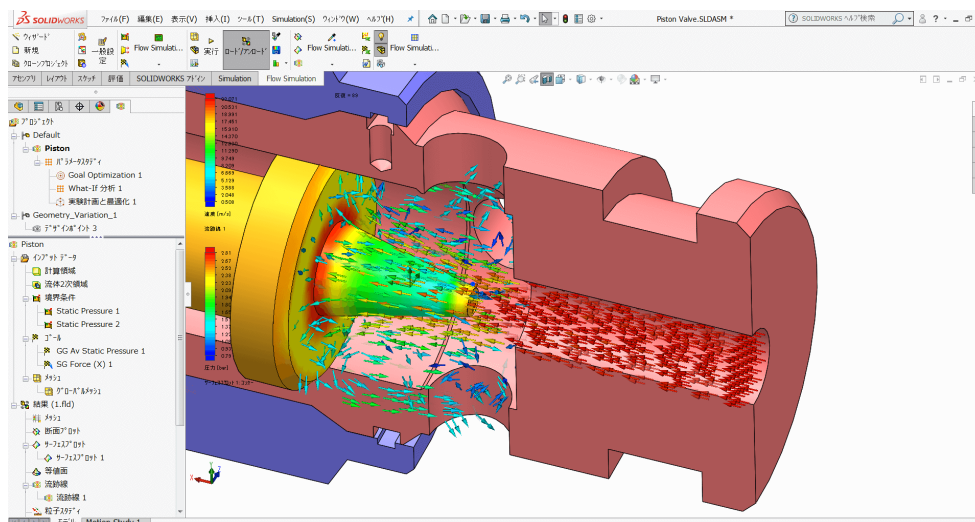 SOLIDWORKS ファイル(F) 編集(E) 表示(V) 挿入(I) ツール(T) Simulation(S) ウィンドウ(W) ヘルプ(H) Piston Valve.SLDASM * SOLIDWORKS ヘルプ検索
ウィザード
新規
クローンプロジェクト
一般設定
Flow Simulati...
実行
ロード/アンロード
Flow Simulati...
Flow Simulati...
アセンブリ レイアウト スケッチ 評価 SOLIDWORKS アドイン Simulation Flow Simulation
プロジェクト
Default
Piston
パラメータスタディ
Goal Optimization 1
What-If 分析 1
実験計画と最適化 1
Geometry_Variation_1
デザインポイント 3
Piston
インプット データ
計算領域
流体2次領域
境界条件
Static Pressure 1
Static Pressure 2
ゴール
GG Av Static Pressure 1
SG Force (X) 1
メッシュ
グローバルメッシュ
結果 (1.fld)
メッシュ
断面プロット
サーフェスプロット
サーフェスプロット 1
等値面
流跡線
流跡線 1
粒子スタディ
速度 [m/s]
流跡線 1
圧力 [bar]
X
Motion Study 1